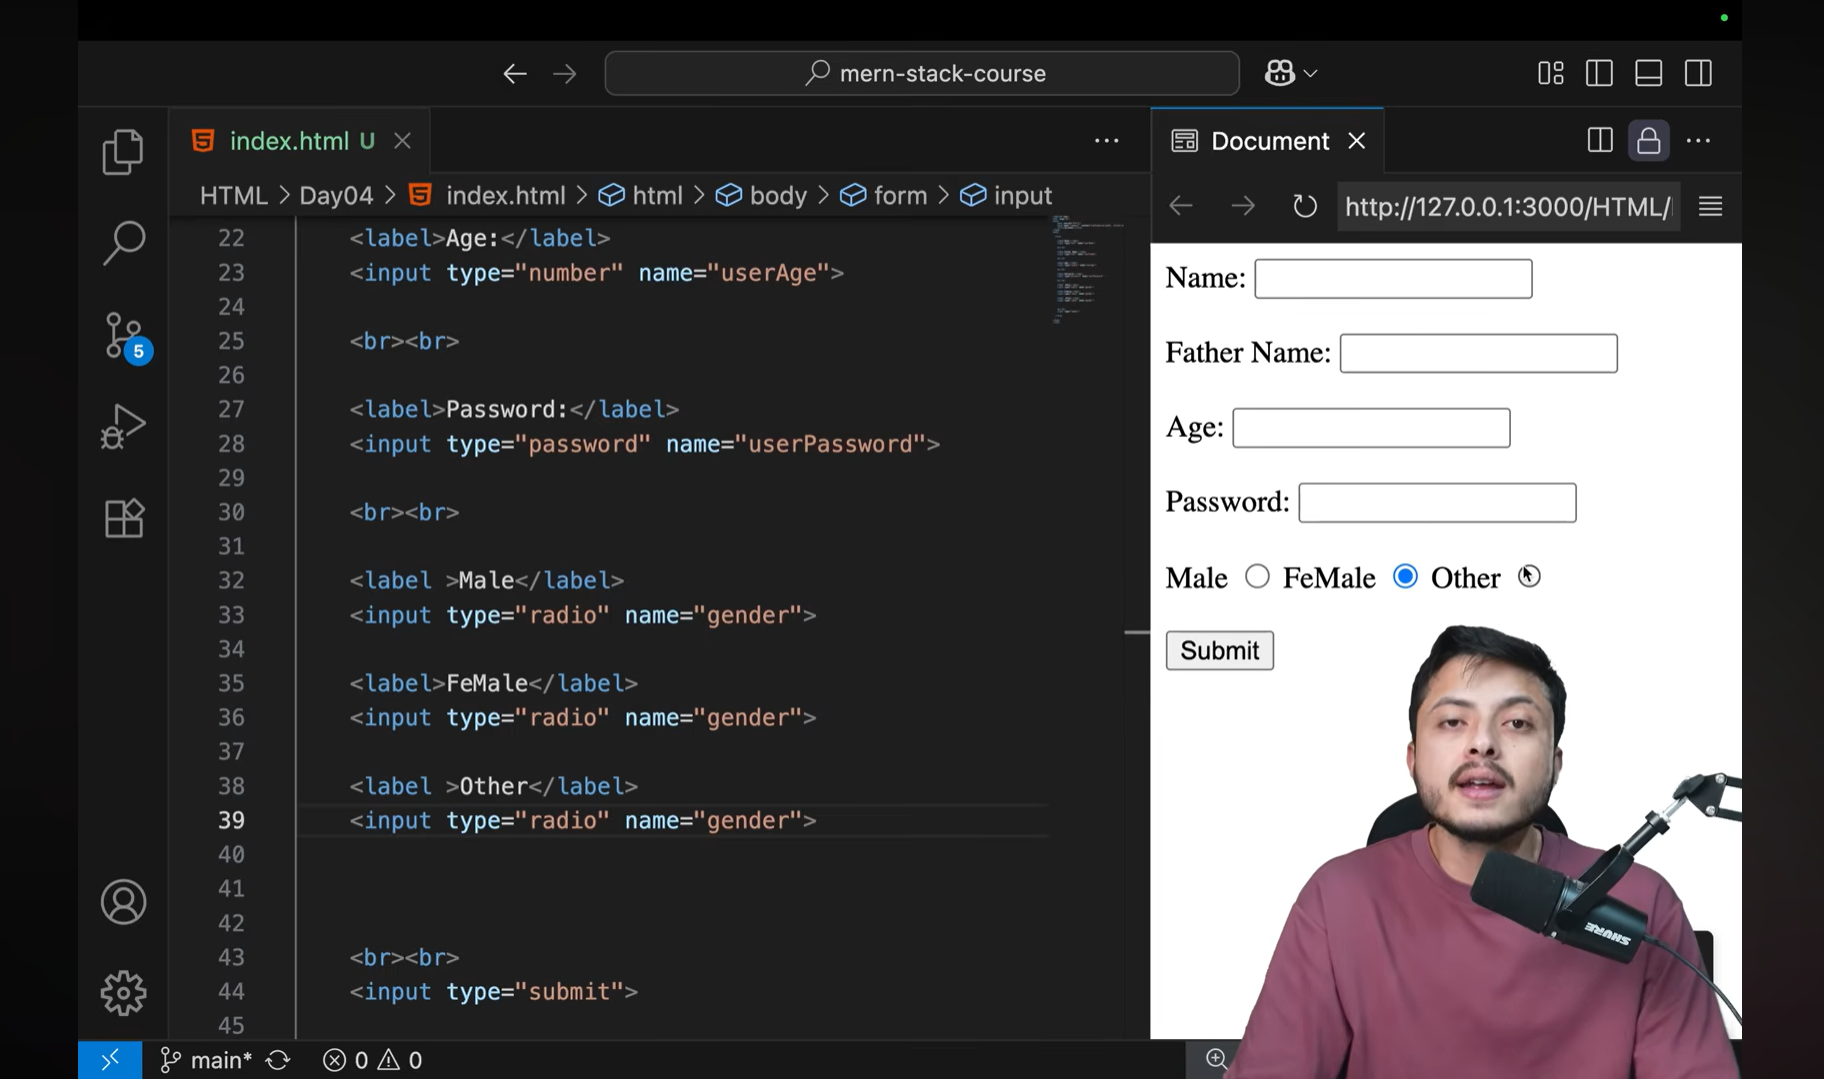 mern-stack-course
index.html U
Document
HTML > Day04 > index.html > html > body > form > input
http://127.0.0.1:3000/HTML/
22 <label>Age:</label>
23 <input type="number" name="userAge">
24
25 <br><br>
26
27 <label>Password:</label>
28 <input type="password" name="userPassword">
29
30 <br><br>
31
32 <label >Male</label>
33 <input type="radio" name="gender">
34
35 <label>FeMale</label>
36 <input type="radio" name="gender">
37
38 <label >Other</label>
39 <input type="radio" name="gender">
40
41
42
43 <br><br>
44 <input type="submit">
45
5
Name:
Father Name:
Age:
Password:
Male FeMale Other
Submit
SHURE
main* 0 0